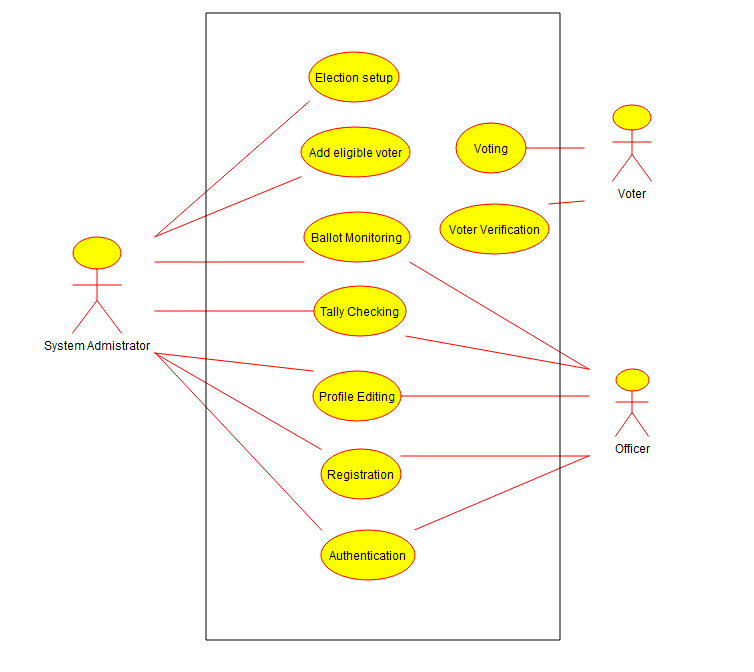 Election setup
Add eligible voter
Voting
Voter
Voter Verification
Ballot Monitoring
Tally Checking
System Admistrator
Profile Editing
Officer
Registration
Authentication